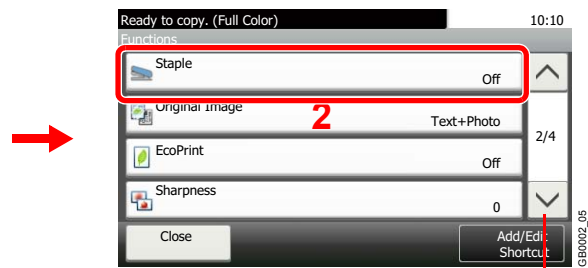 Ready to copy. (Full Color)
10:10
Functions
Staple
Off
Original Image
2
Text+Photo
2/4
EcoPrint
Off
Sharpness
0
Close
Add/Edit
Shortcut
GB0002_05